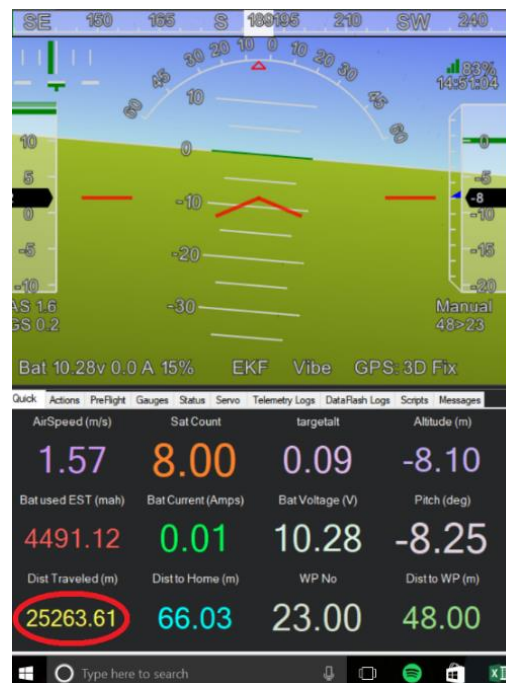 SE 150 165 S 189195 210 SW 240
60 45 30 20 10 0 10 20 30 45 60
83%
14:51:04
10
0
-10
-20
-30
10
5
0
-5
-10
0
-5
-8
-10
-15
-20
AS 1.6
GS 0.2
Manual
48>23
Bat 10.28v 0.0 A 15% EKF Vibe GPS: 3D Fix
Quick Actions PreFlight Gauges Status Servo Telemetry Logs DataFlash Logs Scripts Messages
AirSpeed (m/s) Sat Count targetalt Altitude (m)
1.57 8.00 0.09 -8.10
Bat used EST (mah) Bat Current (Amps) Bat Voltage (V) Pitch (deg)
4491.12 0.01 10.28 -8.25
Dist Traveled (m) Dist to Home (m) WP No Dist to WP (m)
25263.61 66.03 23.00 48.00
Type here to search